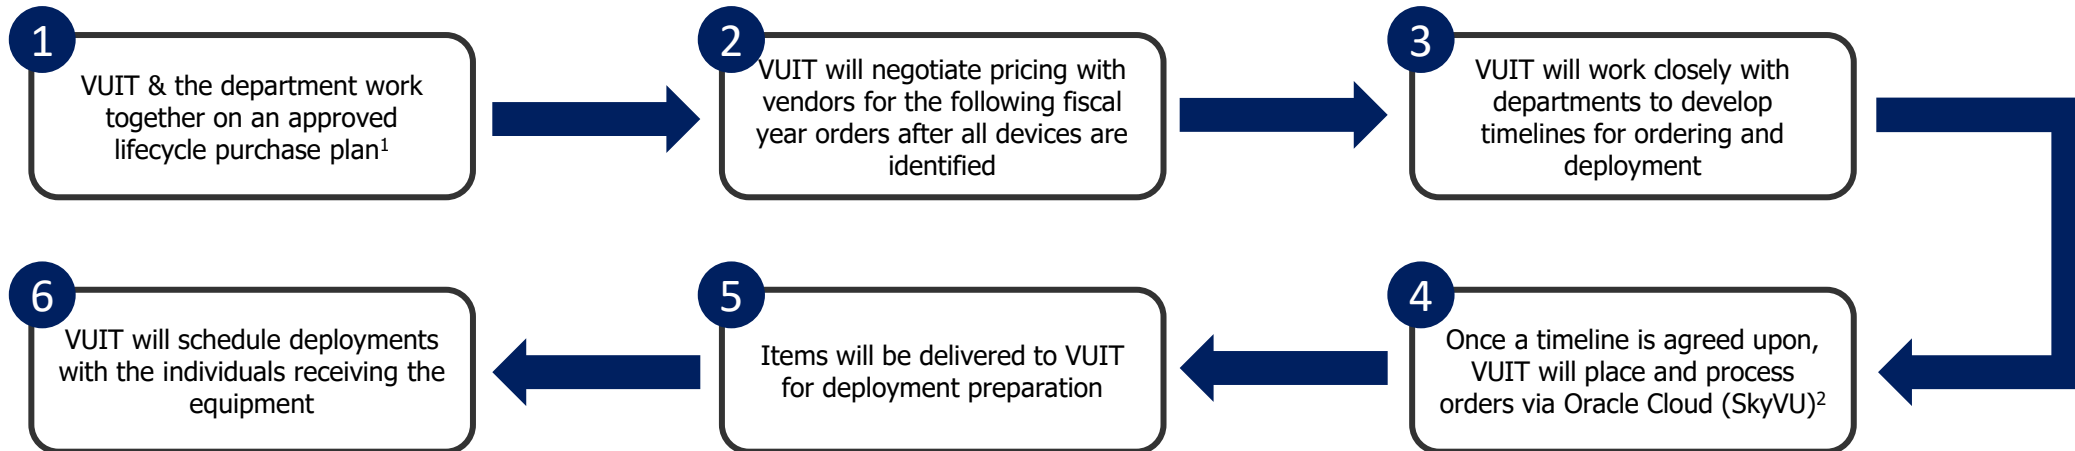 1
VUIT & the department work
together on an approved
lifecycle purchase plan¹
2
VUIT will negotiate pricing with
vendors for the following fiscal
year orders after all devices are
identified
3
VUIT will work closely with
departments to develop
timelines for ordering and
deployment
4
Once a timeline is agreed upon,
VUIT will place and process
orders via Oracle Cloud (SkyVU)²
5
Items will be delivered to VUIT
for deployment preparation
6
VUIT will schedule deployments
with the individuals receiving the
equipment